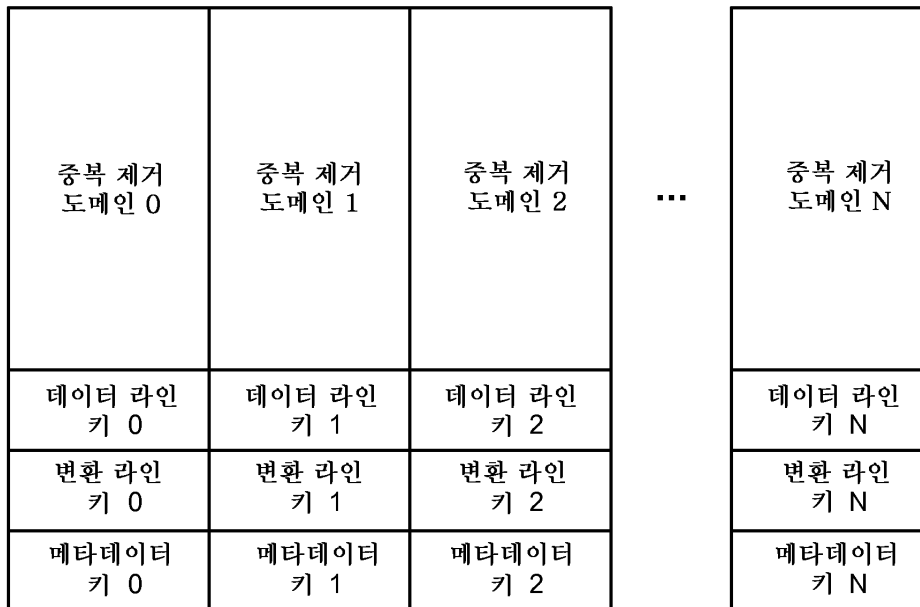 중복 제거
도메인 0
중복 제거
도메인 1
중복 제거
도메인 2
...
중복 제거
도메인 N
데이터 라인
키 0
데이터 라인
키 1
데이터 라인
키 2
데이터 라인
키 N
변환 라인
키 0
변환 라인
키 1
변환 라인
키 2
변환 라인
키 N
메타데이터
키 0
메타데이터
키 1
메타데이터
키 2
메타데이터
키 N